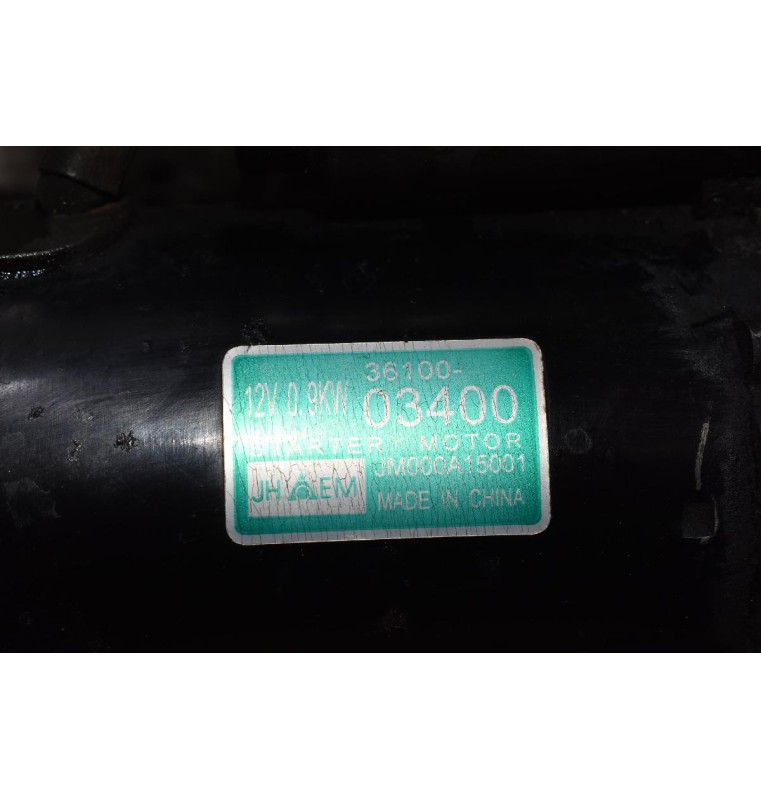 36100-
12V 0.9KW 03400
STARTER MOTOR
JM000A15001
JH EM
MADE IN CHINA